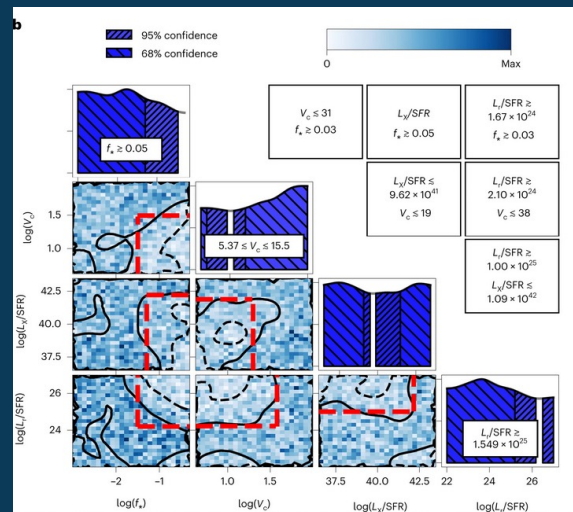 b
95% confidence
68% confidence
0
Max
f* ≥ 0.05
V_c ≤ 31
f* ≥ 0.03
L_X/SFR
f* ≥ 0.05
L_r/SFR ≥
1.67 × 10^24
f* ≥ 0.03
log(V_c)
1.5
1.0
5.37 ≤ V_c ≤ 15.5
L_X/SFR ≤
9.62 × 10^41
V_c ≤ 19
L_r/SFR ≥
2.10 × 10^24
V_c ≤ 38
log(L_X/SFR)
42.5
40.0
37.5
L_r/SFR ≥
1.00 × 10^25
L_X/SFR ≤
1.09 × 10^42
log(L_r/SFR)
26
24
L_r/SFR ≥
1.549 × 10^25
−2
−1
1.0
1.5
37.5
40.0
42.5
22
24
26
log(f*)
log(V_c)
log(L_X/SFR)
log(L_r/SFR)